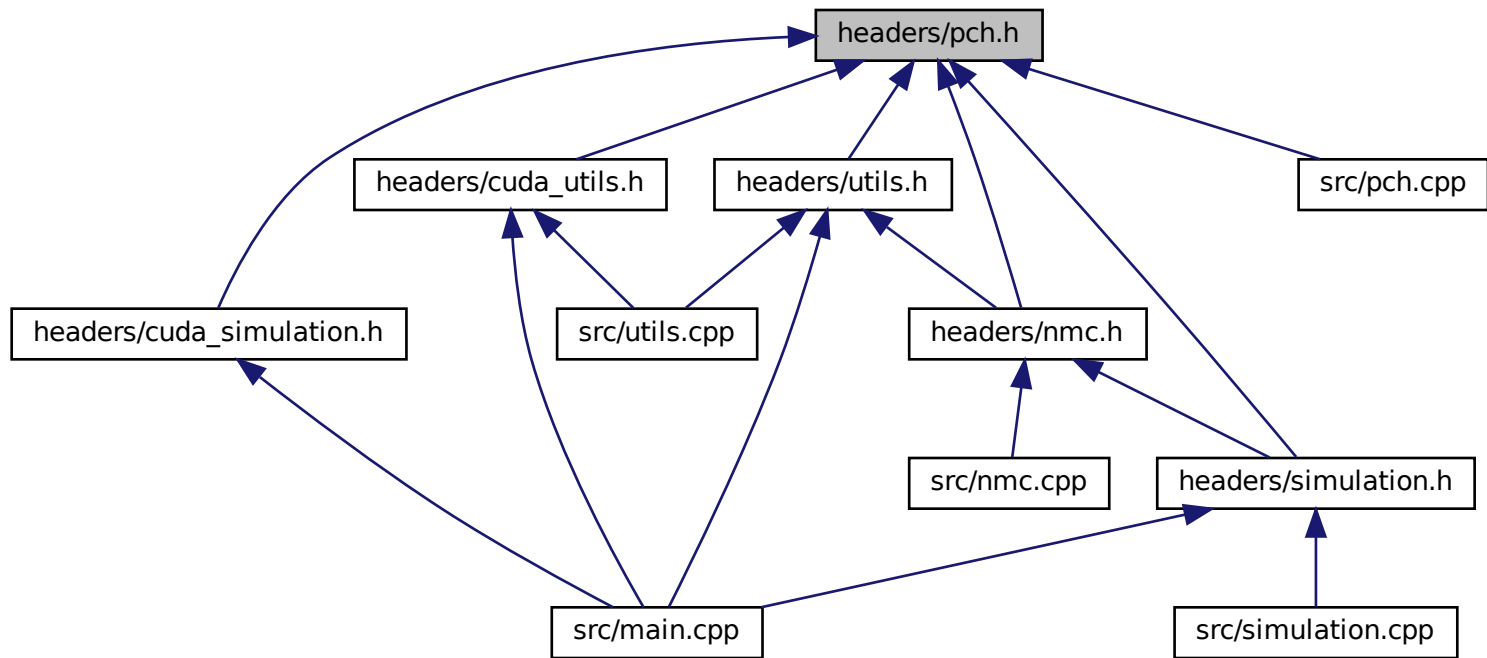 headers/pch.h
headers/cuda_utils.h
headers/utils.h
src/pch.cpp
headers/cuda_simulation.h
src/utils.cpp
headers/nmc.h
src/nmc.cpp
headers/simulation.h
src/main.cpp
src/simulation.cpp